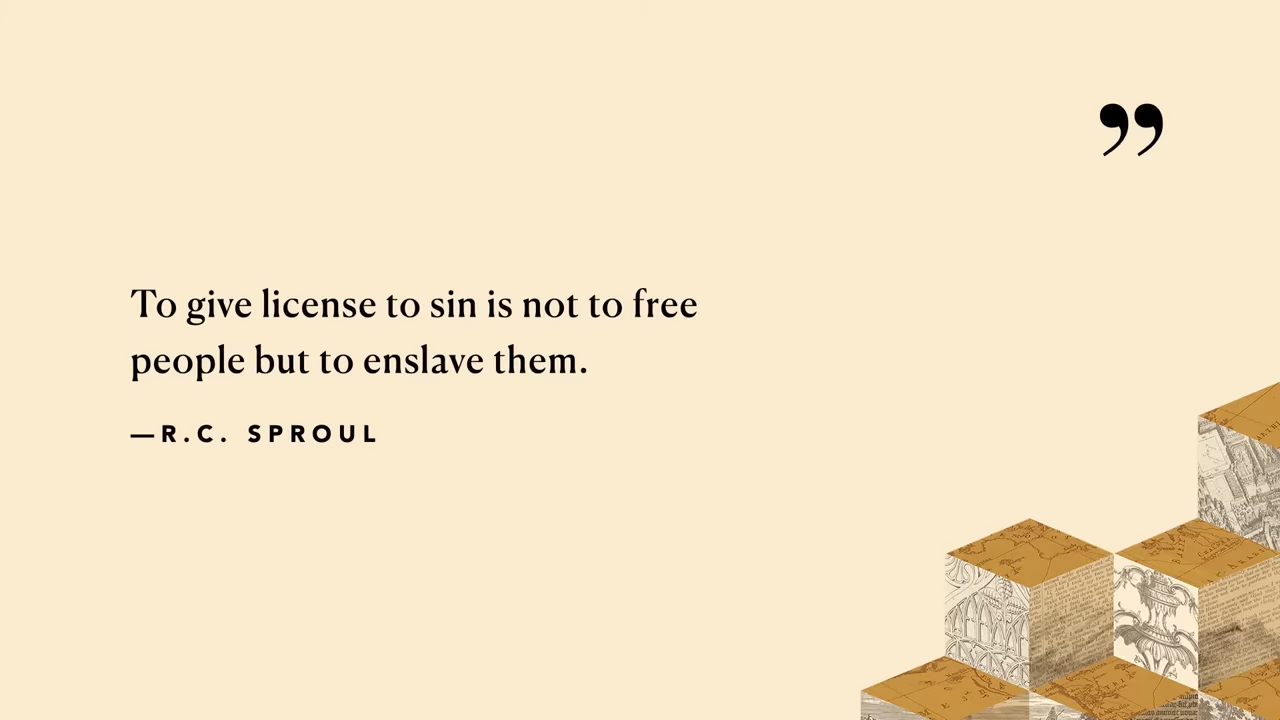 ”
To give license to sin is not to free
people but to enslave them.
—R.C. SPROUL